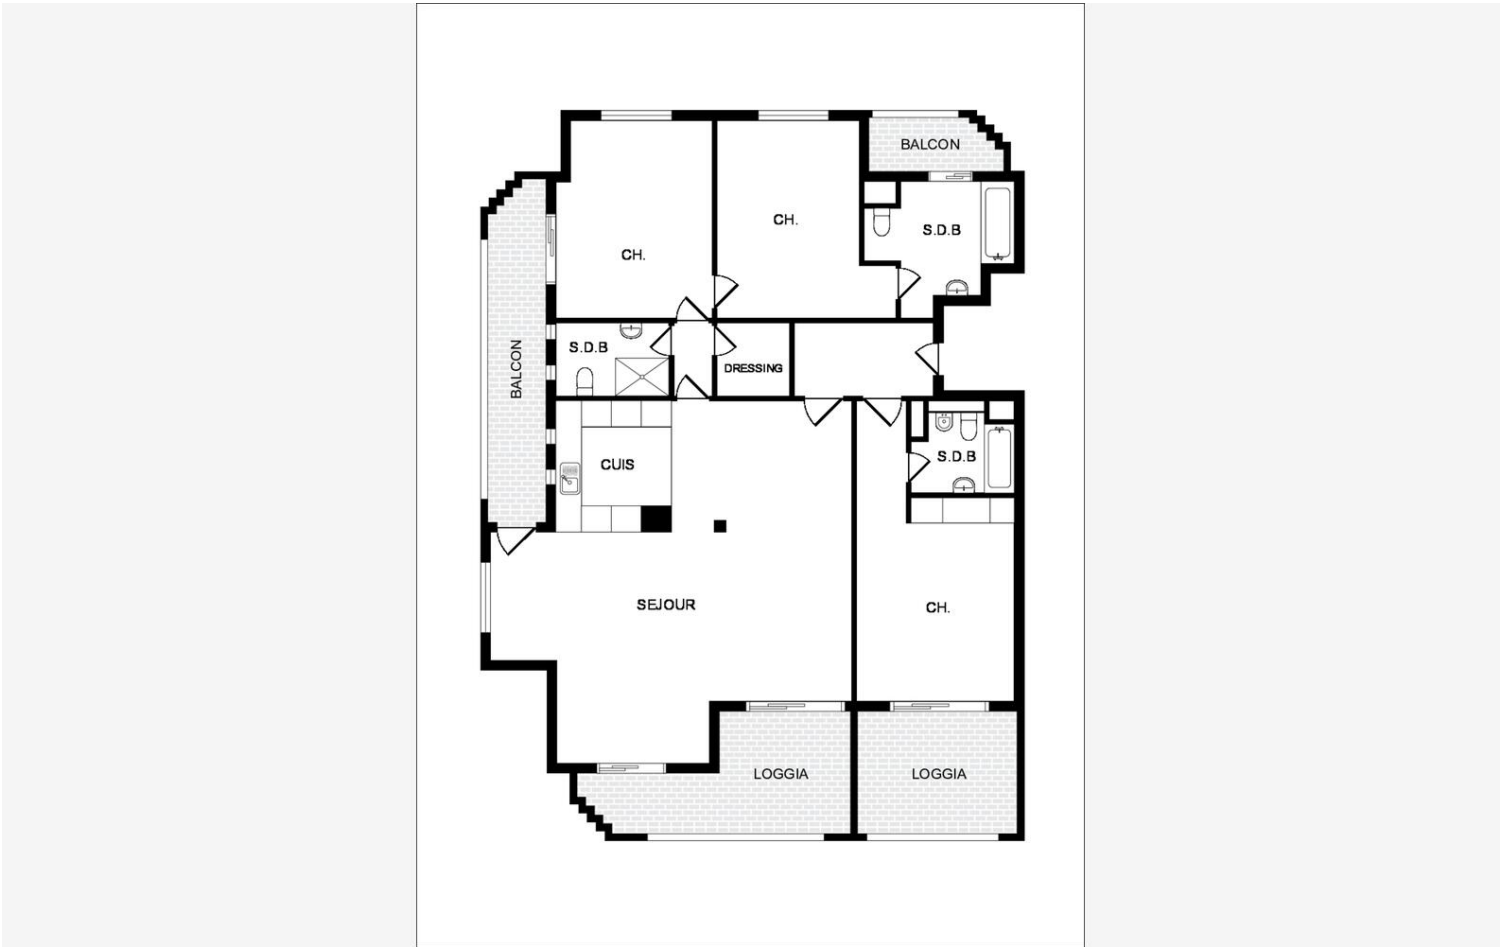 BALCON
CH.
S.D.B
CH.
S.D.B
DRESSING
BALCON
CUIS
S.D.B
SEJOUR
CH.
LOGGIA
LOGGIA